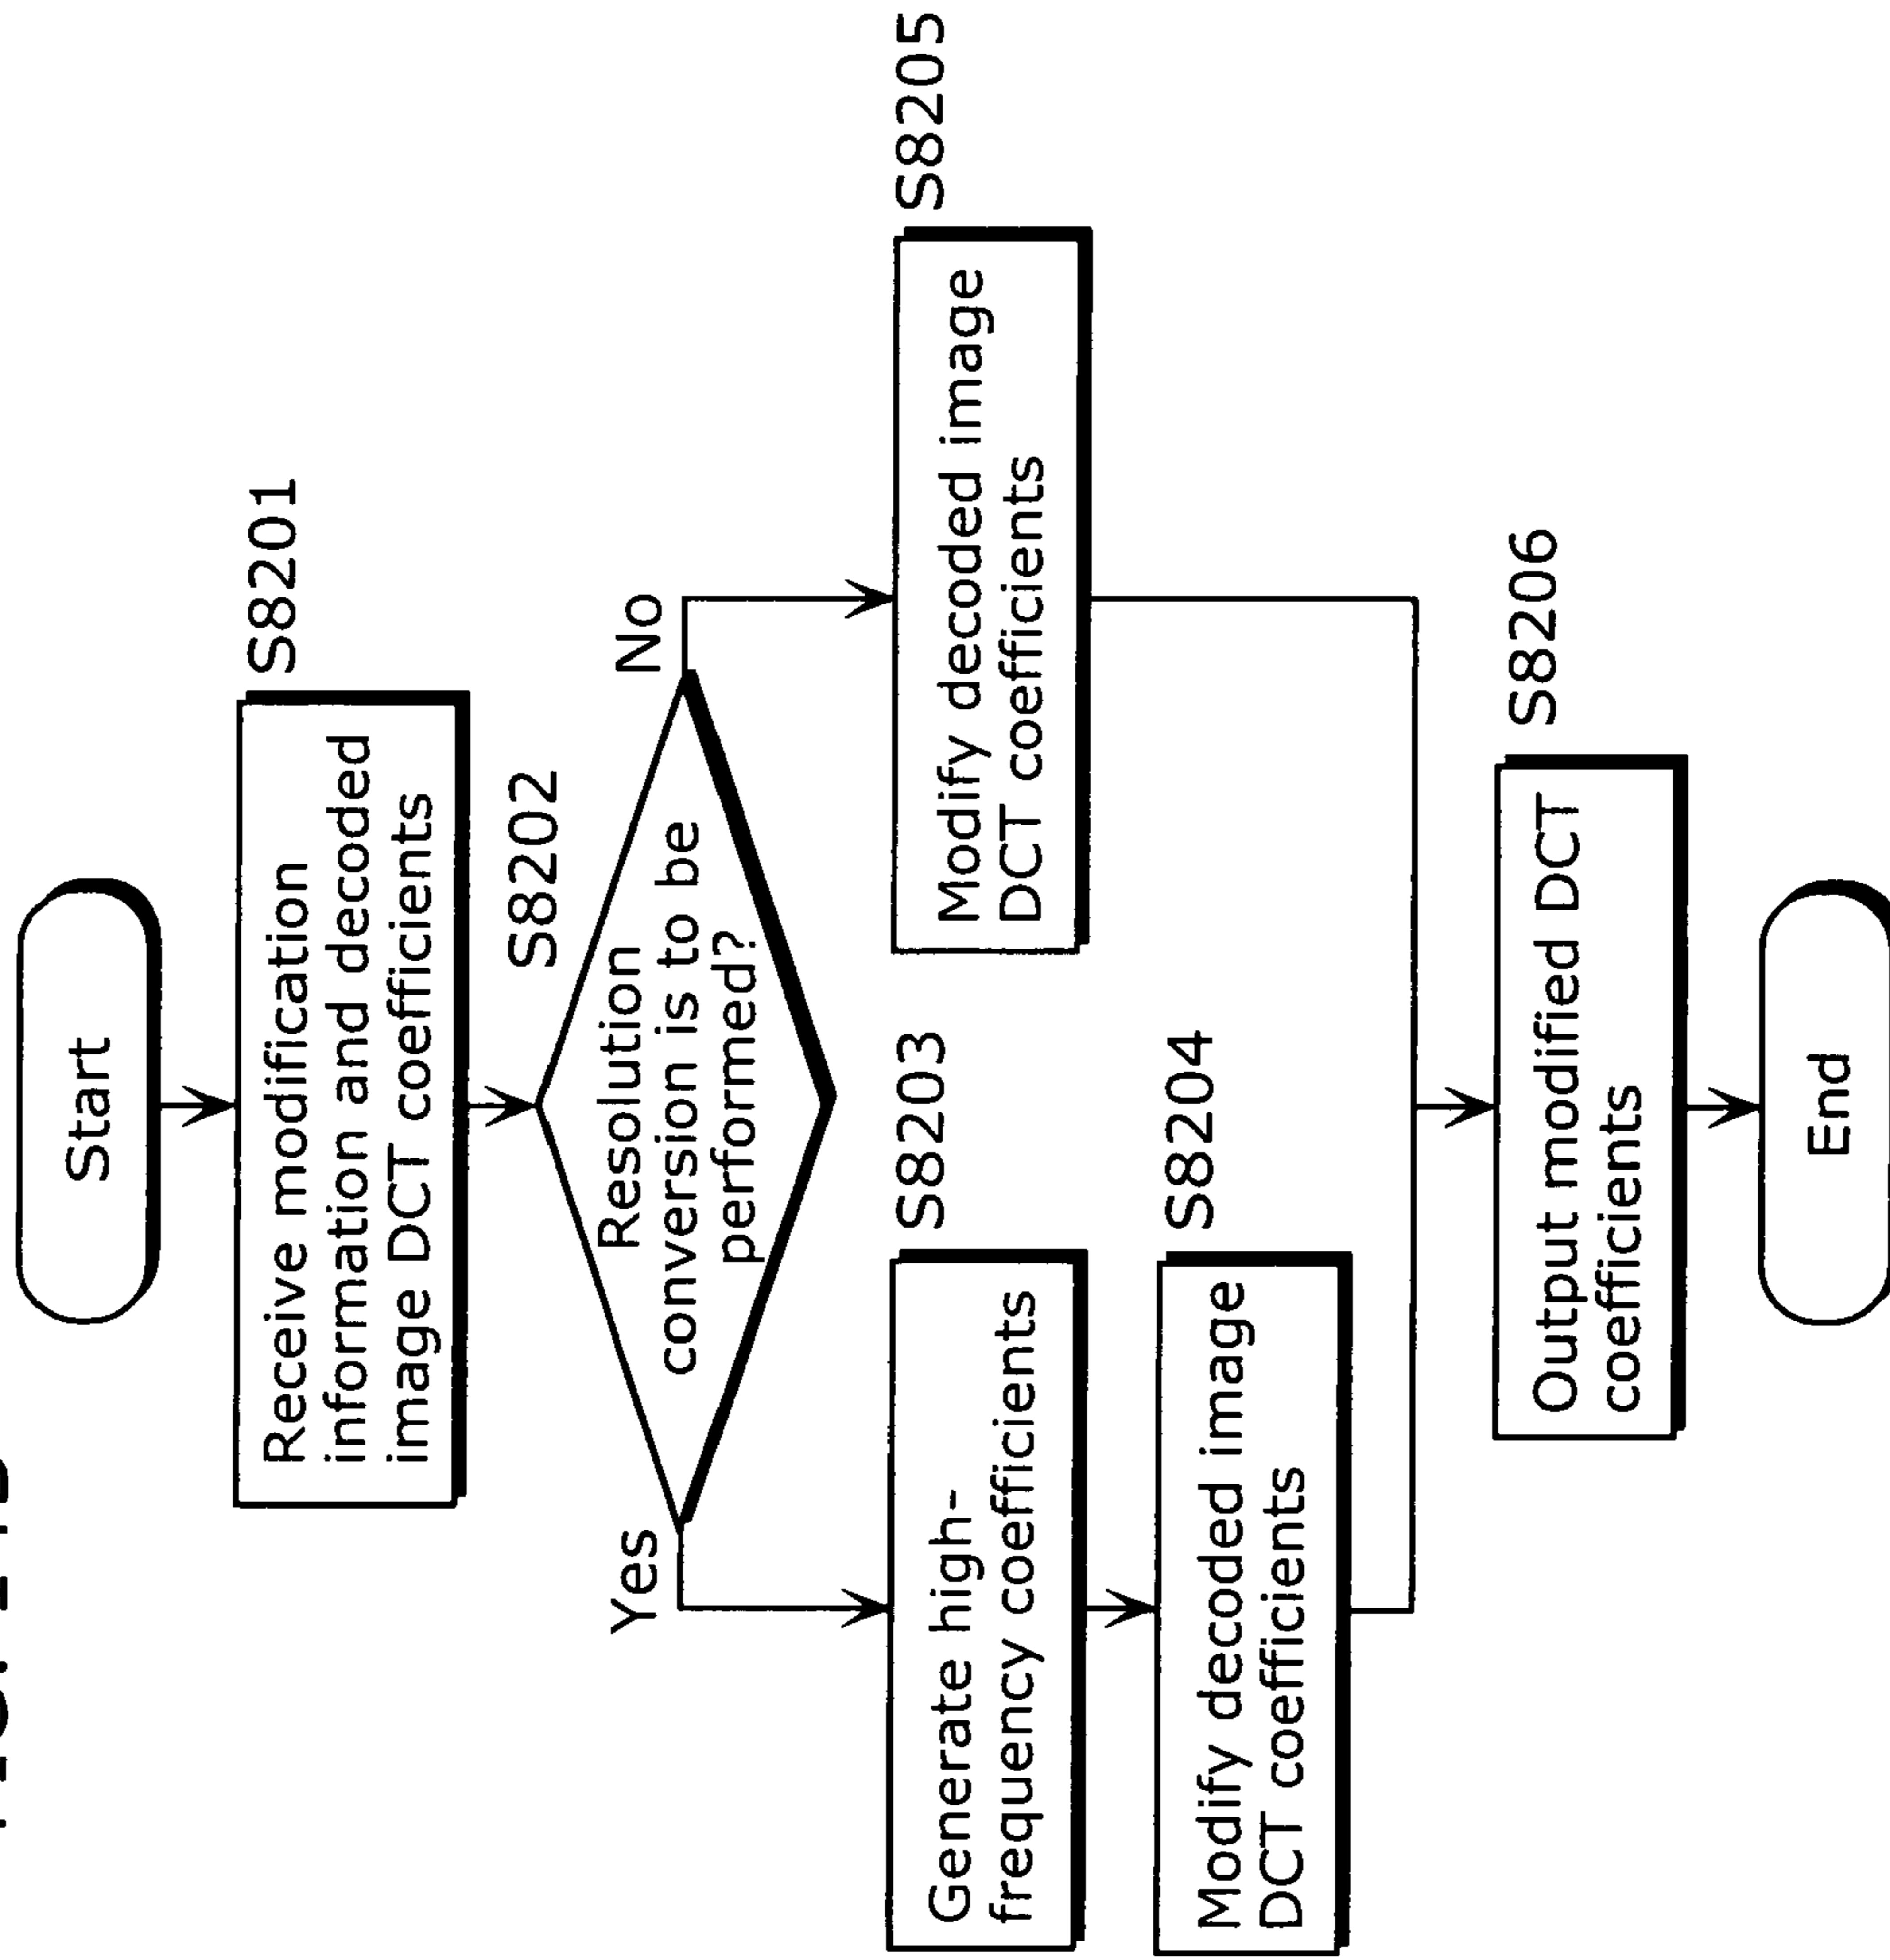 Start
S8201
Receive modification
information and decoded
image DCT coefficients
S8202
Resolution
conversion is to be
performed?
Yes
No
S8203
Generate high-
frequency coefficients
S8204
Modify decoded image
DCT coefficients
S8205
Modify decoded image
DCT coefficients
S8206
Output modified DCT
coefficients
End